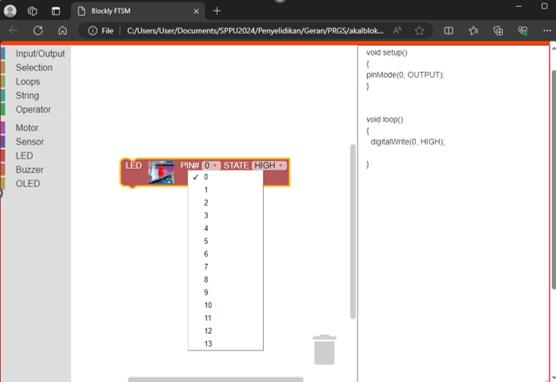 Blockly FTSM
File
C:/Users/User/Documents/SPPU2024/Penyelidikan/Geran/PRGS/akalblok...
Input/Output
Selection
Loops
String
Operator
Motor
Sensor
LED
Buzzer
OLED
LED PIN# 0 STATE HIGH
✓ 0
1
2
3
4
5
6
7
8
9
10
11
12
13
void setup()
{
pinMode(0, OUTPUT);
}
void loop()
{
digitalWrite(0, HIGH);
}